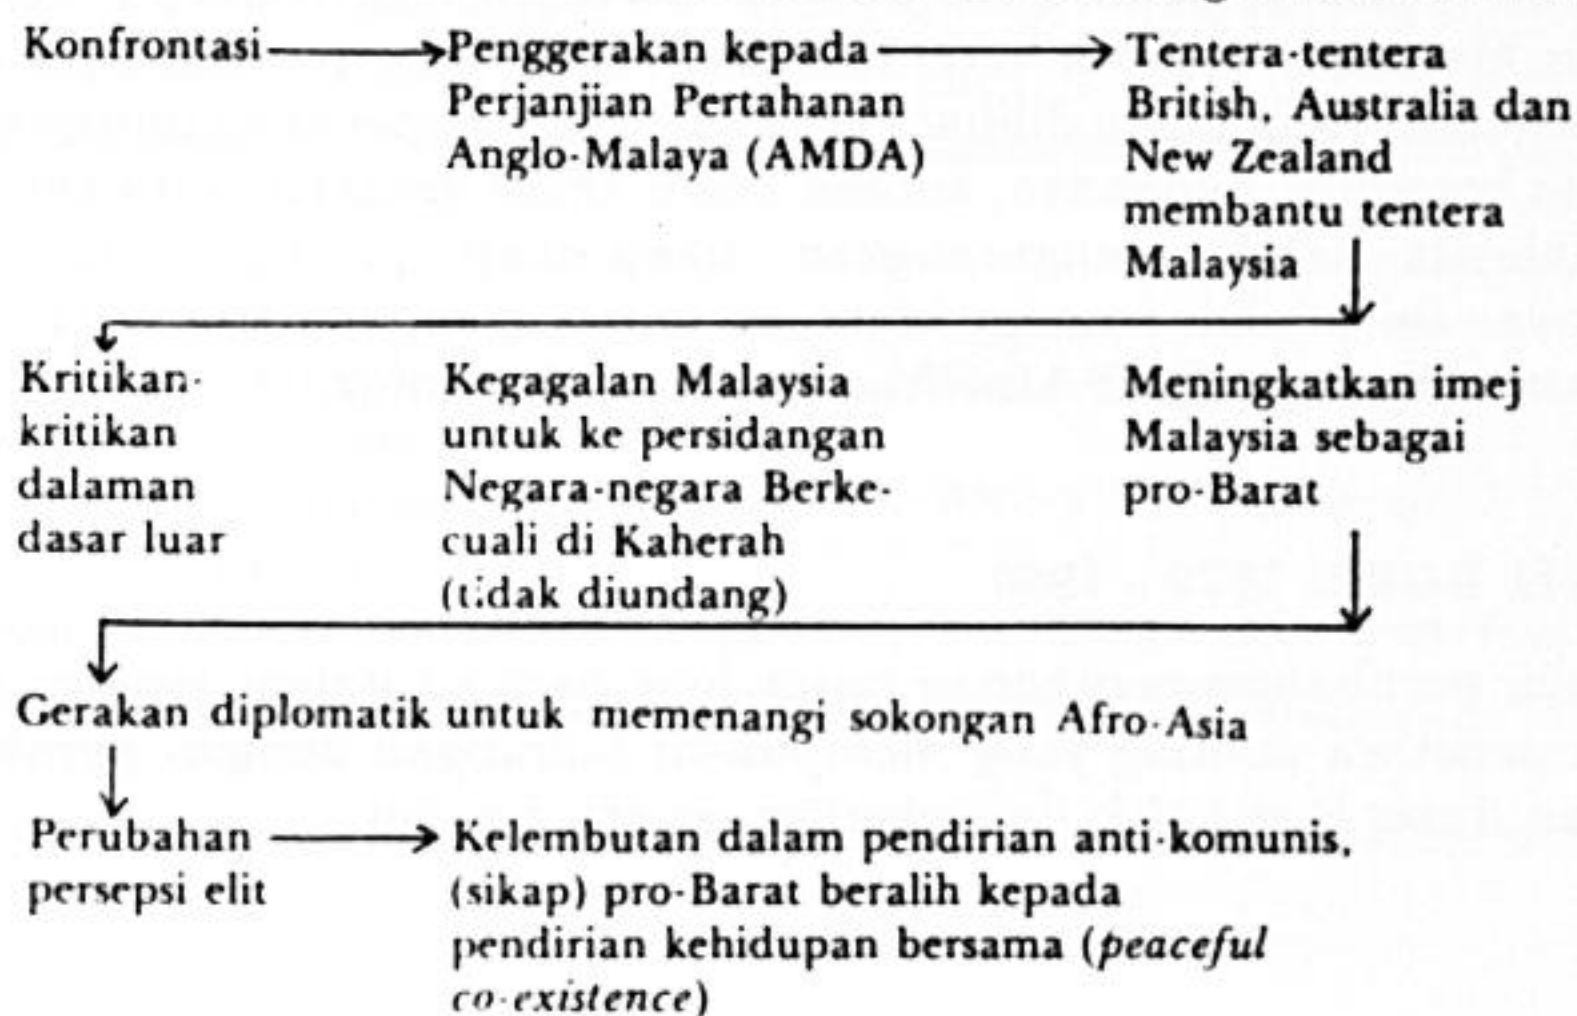 Konfrontasi
Penggerakan kepada
Perjanjian Pertahanan
Anglo-Malaya (AMDA)
Tentera-tentera
British, Australia dan
New Zealand
membantu tentera
Malaysia
Kritikan-
kritikan
dalaman
dasar luar
Kegagalan Malaysia
untuk ke persidangan
Negara-negara Berke-
cuali di Kaherah
(tidak diundang)
Meningkatkan imej
Malaysia sebagai
pro-Barat
Gerakan diplomatik untuk memenangi sokongan Afro-Asia
Perubahan
persepsi elit
Kelembutan dalam pendirian anti-komunis,
(sikap) pro-Barat beralih kepada
pendirian kehidupan bersama (peaceful
co-existence)